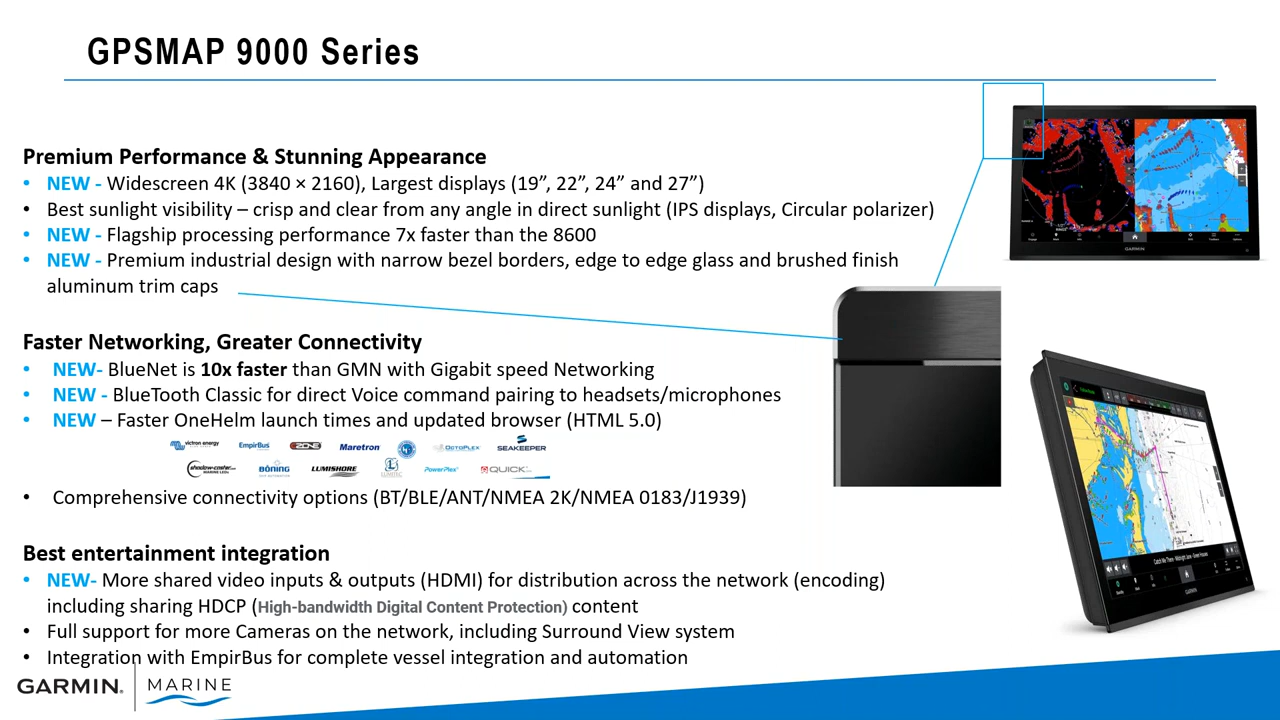 GPSMAP 9000 Series
Premium Performance & Stunning Appearance
• NEW - Widescreen 4K (3840 × 2160), Largest displays (19”, 22”, 24” and 27”)
• Best sunlight visibility – crisp and clear from any angle in direct sunlight (IPS displays, Circular polarizer)
• NEW - Flagship processing performance 7x faster than the 8600
• NEW - Premium industrial design with narrow bezel borders, edge to edge glass and brushed finish
aluminum trim caps
Faster Networking, Greater Connectivity
• NEW- BlueNet is 10x faster than GMN with Gigabit speed Networking
• NEW - BlueTooth Classic for direct Voice command pairing to headsets/microphones
• NEW – Faster OneHelm launch times and updated browser (HTML 5.0)
victron energy EmpirBus CZONE Maretron OCTOPLEX SEAKEEPER
shadow-caster BÖNING LUMISHORE LUMITEC PowerPlex QUICK
• Comprehensive connectivity options (BT/BLE/ANT/NMEA 2K/NMEA 0183/J1939)
Best entertainment integration
• NEW- More shared video inputs & outputs (HDMI) for distribution across the network (encoding)
including sharing HDCP (High-bandwidth Digital Content Protection) content
• Full support for more Cameras on the network, including Surround View system
• Integration with EmpirBus for complete vessel integration and automation
GARMIN. MARINE
GARMIN
GARMIN